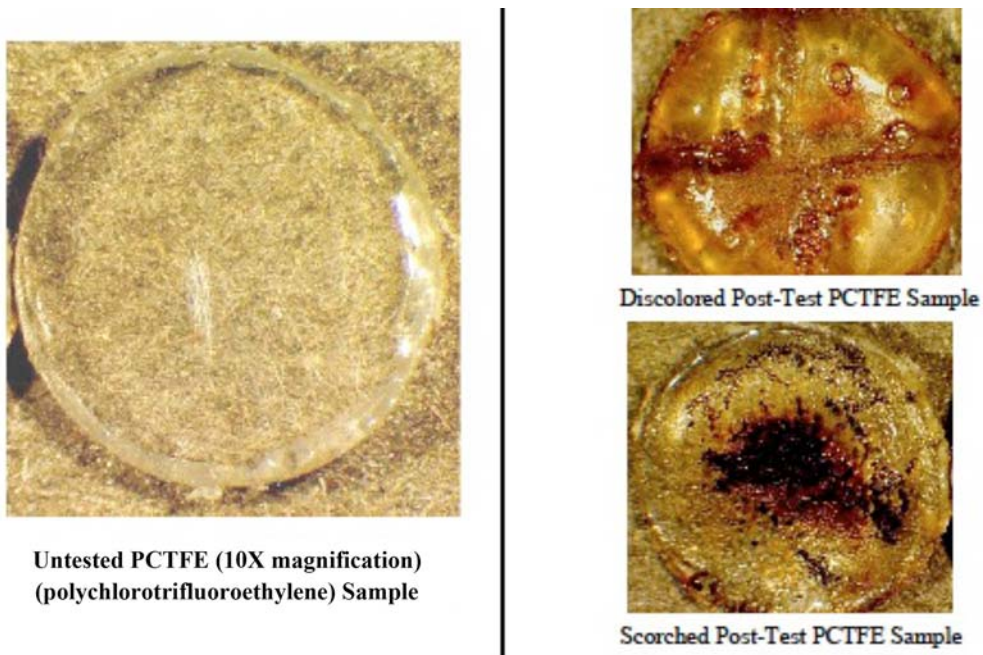 Untested PCTFE (10X magnification)
(polychlorotrifluoroethylene) Sample
Discolored Post-Test PCTFE Sample
Scorched Post-Test PCTFE Sample